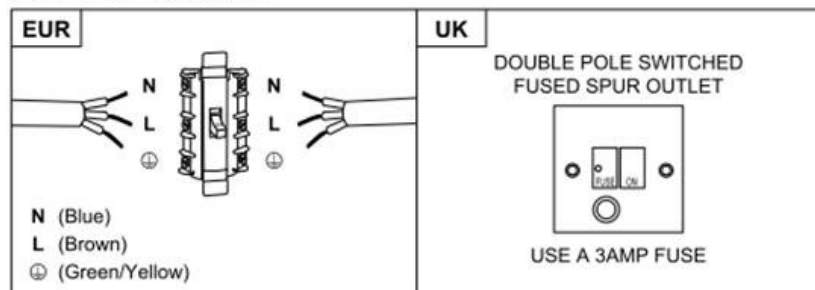 EUR
N
L
N
L
N (Blue)
L (Brown)
(Green/Yellow)
UK
DOUBLE POLE SWITCHED
FUSED SPUR OUTLET
FUSE ON
USE A 3AMP FUSE